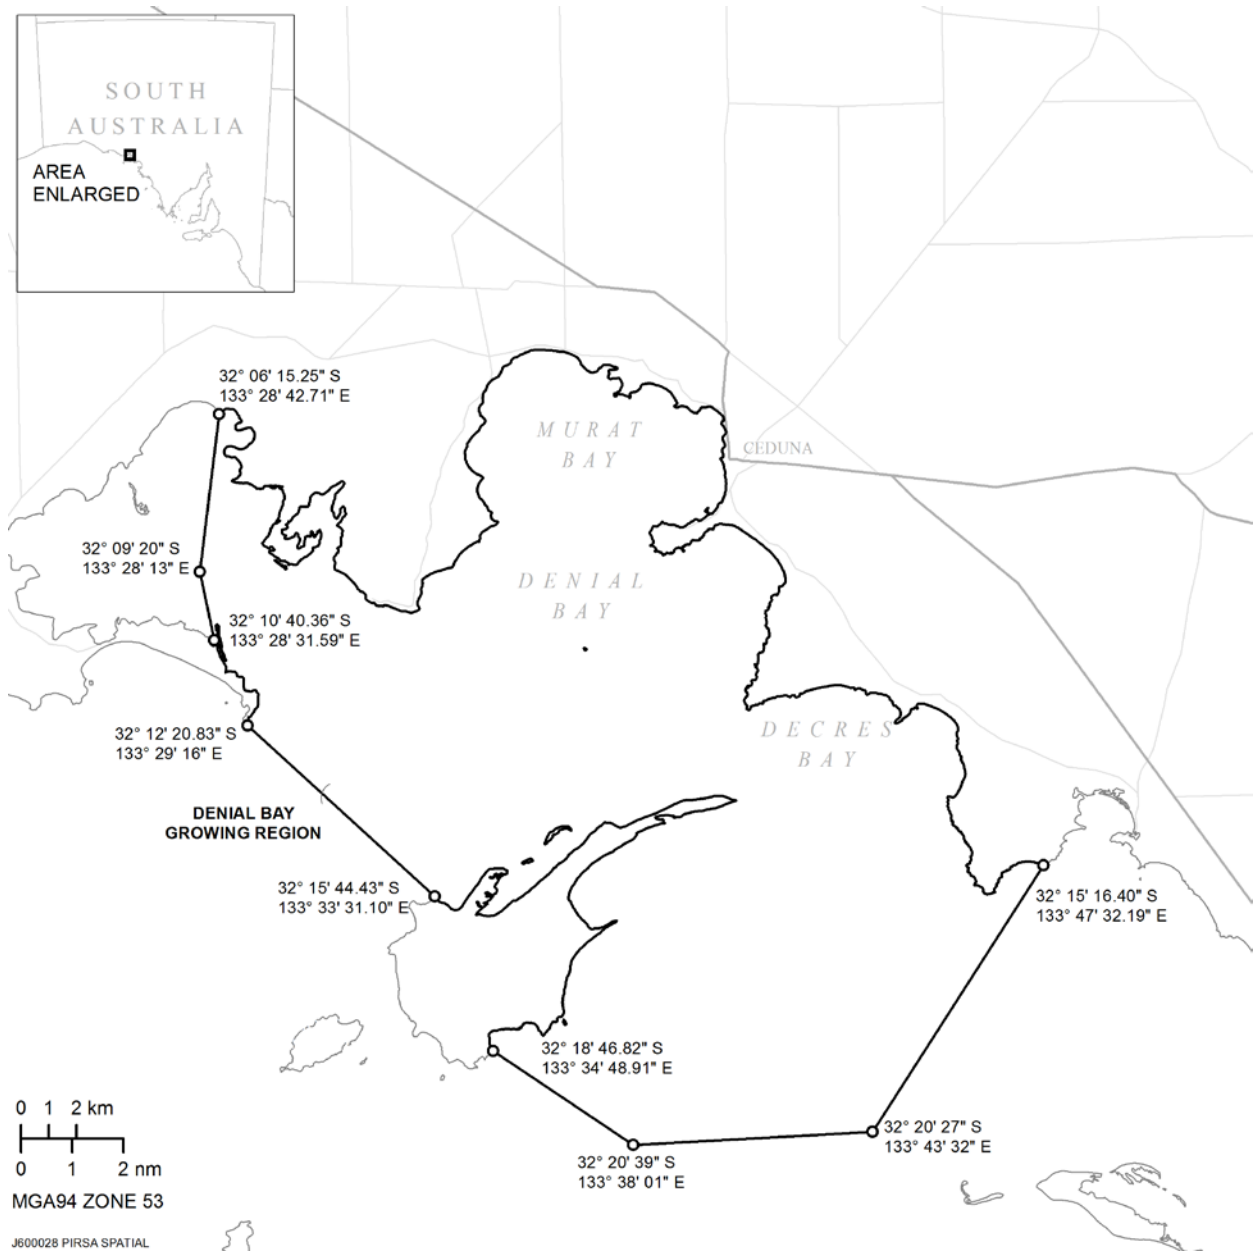 SOUTH
AUSTRALIA
AREA
ENLARGED
32° 06' 15.25" S
133° 28' 42.71" E
MURAT
BAY
CEDUNA
32° 09' 20" S
133° 28' 13" E
DENIAL
BAY
32° 10' 40.36" S
133° 28' 31.59" E
32° 12' 20.83" S
133° 29' 16" E
DECRES
BAY
DENIAL BAY
GROWING REGION
32° 15' 44.43" S
133° 33' 31.10" E
32° 15' 16.40" S
133° 47' 32.19" E
32° 18' 46.82" S
133° 34' 48.91" E
32° 20' 27" S
133° 43' 32" E
32° 20' 39" S
133° 38' 01" E
0 1 2 km
0 1 2 nm
MGA94 ZONE 53
J600028 PIRSA SPATIAL